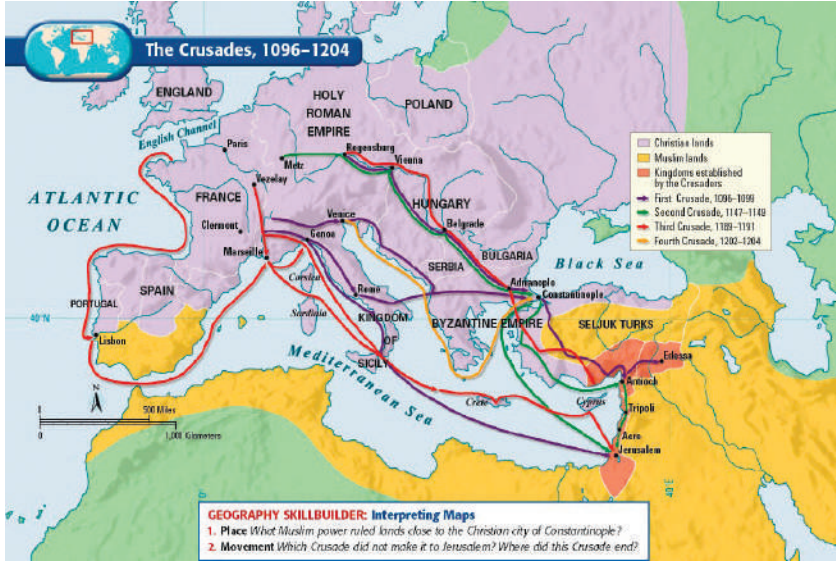 The Crusades, 1096–1204
ENGLAND
HOLY
ROMAN
EMPIRE
POLAND
English Channel
Paris
Regensburg
Metz
Vienna
Vezelay
ATLANTIC
OCEAN
FRANCE
HUNGARY
Clermont
Venice
Genoa
Belgrade
Marseille
SERBIA
BULGARIA
Black Sea
Corsica
Adrianople
PORTUGAL
SPAIN
Rome
Constantinople
Sardinia
KINGDOM
OF
SICILY
BYZANTINE EMPIRE
SELJUK TURKS
40°N
Lisbon
Edessa
Mediterranean Sea
Antioch
N
Crete
Cyprus
Tripoli
0
500 Miles
0
1,000 Kilometers
Acre
Jerusalem
40°E
Christian lands
Muslim lands
Kingdoms established
by the Crusaders
First Crusade, 1096–1099
Second Crusade, 1147–1149
Third Crusade, 1189–1191
Fourth Crusade, 1202–1204
GEOGRAPHY SKILLBUILDER: Interpreting Maps
1. Place What Muslim power ruled lands close to the Christian city of Constantinople?
2. Movement Which Crusade did not make it to Jerusalem? Where did this Crusade end?